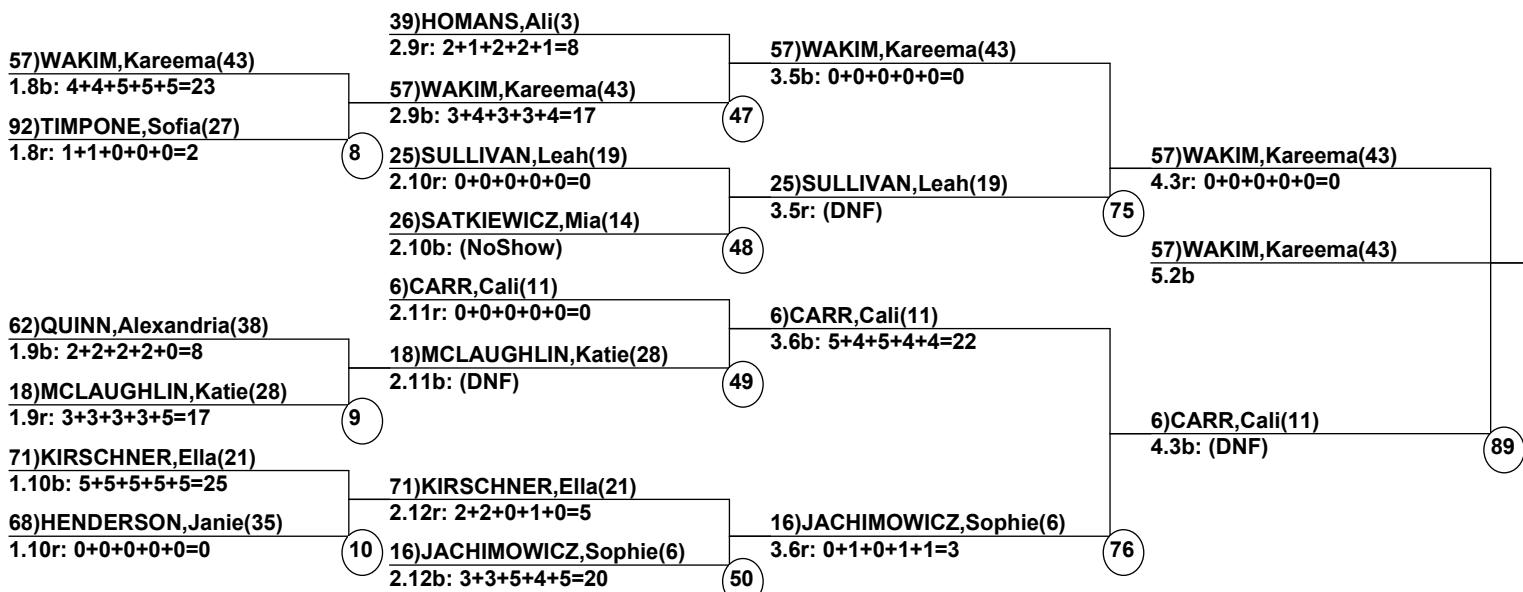 39)HOMANS,Ali(3)
2.9r: 2+1+2+2+1=8
57)WAKIM,Kareema(43)
1.8b: 4+4+5+5+5=23
57)WAKIM,Kareema(43)
2.9b: 3+4+3+3+4=17
57)WAKIM,Kareema(43)
3.5b: 0+0+0+0+0=0
47
92)TIMPONE,Sofia(27)
1.8r: 1+1+0+0+0=2
8
25)SULLIVAN,Leah(19)
2.10r: 0+0+0+0+0=0
25)SULLIVAN,Leah(19)
3.5r: (DNF)
57)WAKIM,Kareema(43)
4.3r: 0+0+0+0+0=0
75
26)SATKIEWICZ,Mia(14)
2.10b: (NoShow)
48
57)WAKIM,Kareema(43)
5.2b
6)CARR,Cali(11)
2.11r: 0+0+0+0+0=0
62)QUINN,Alexandria(38)
1.9b: 2+2+2+2+0=8
18)MCLAUGHLIN,Katie(28)
2.11b: (DNF)
6)CARR,Cali(11)
3.6b: 5+4+5+4+4=22
49
18)MCLAUGHLIN,Katie(28)
1.9r: 3+3+3+3+5=17
9
6)CARR,Cali(11)
4.3b: (DNF)
89
71)KIRSCHNER,Ella(21)
1.10b: 5+5+5+5+5=25
71)KIRSCHNER,Ella(21)
2.12r: 2+2+0+1+0=5
68)HENDERSON,Janie(35)
1.10r: 0+0+0+0+0=0
10
16)JACHIMOWICZ,Sophie(6)
2.12b: 3+3+5+4+5=20
50
16)JACHIMOWICZ,Sophie(6)
3.6r: 0+1+0+1+1=3
76